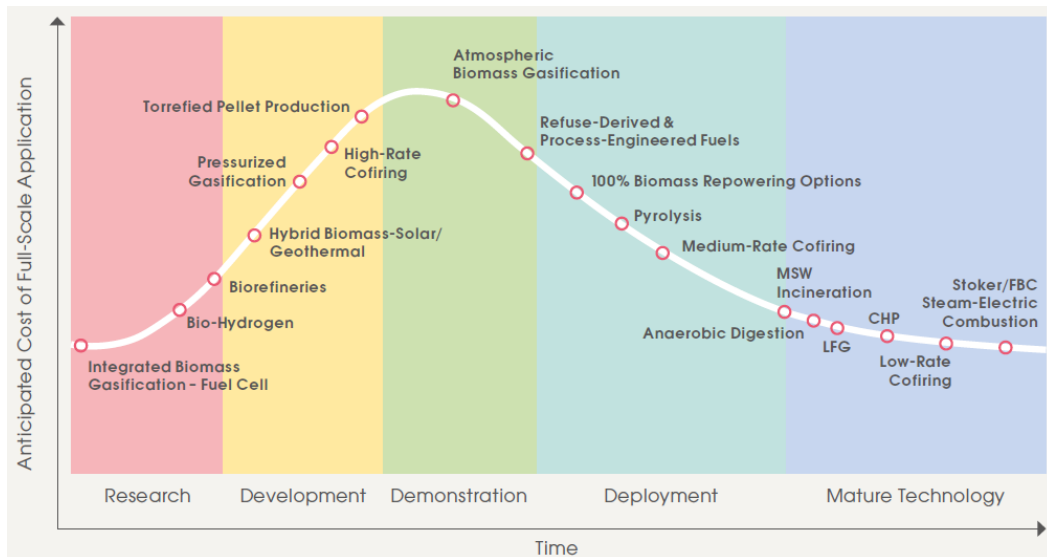 Anticipated Cost of Full-Scale Application
Atmospheric
Biomass Gasification
Torrefied Pellet Production
Refuse-Derived &
Process-Engineered Fuels
High-Rate
Cofiring
Pressurized
Gasification
100% Biomass Repowering Options
Pyrolysis
Hybrid Biomass-Solar/
Geothermal
Medium-Rate Cofiring
Biorefineries
MSW
Incineration
Stoker/FBC
Steam-Electric
Combustion
Bio-Hydrogen
Anaerobic Digestion
CHP
LFG
Low-Rate
Cofiring
Integrated Biomass
Gasification – Fuel Cell
Research
Development
Demonstration
Deployment
Mature Technology
Time